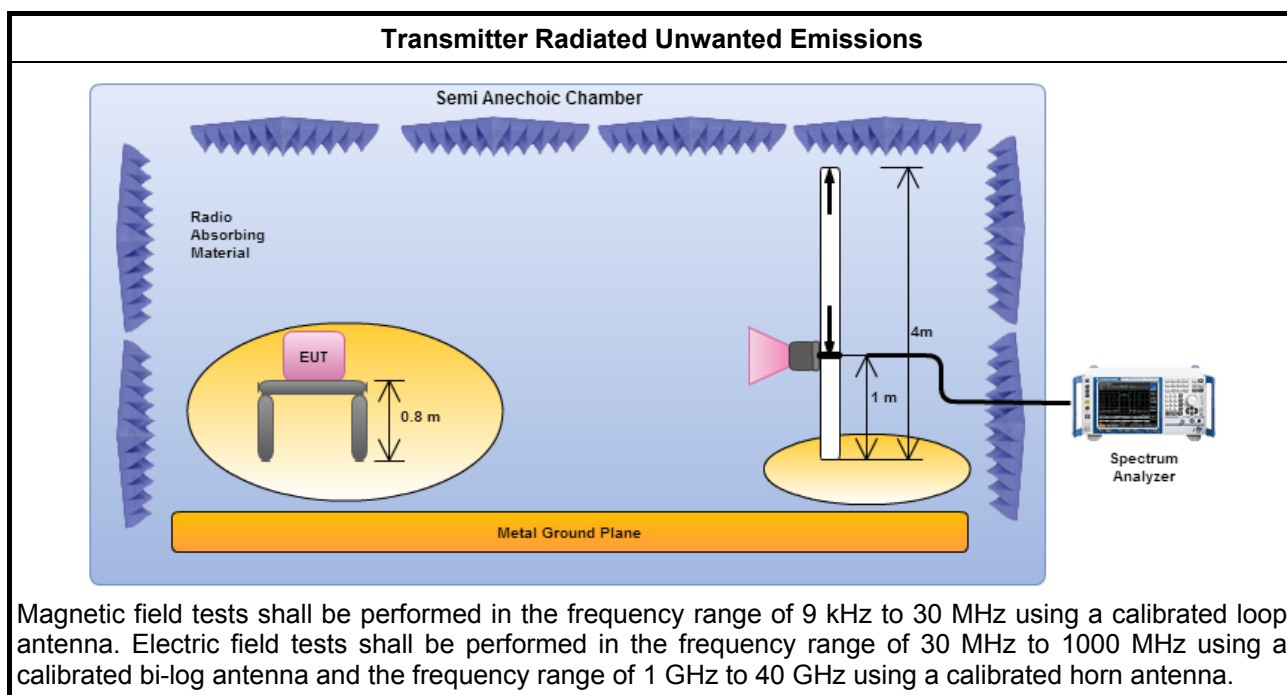 Transmitter Radiated Unwanted Emissions
Semi Anechoic Chamber
Radio
Absorbing
Material
EUT
0.8 m
4m
1 m
Spectrum
Analyzer
Metal Ground Plane
Magnetic field tests shall be performed in the frequency range of 9 kHz to 30 MHz using a calibrated loop
antenna. Electric field tests shall be performed in the frequency range of 30 MHz to 1000 MHz using a
calibrated bi-log antenna and the frequency range of 1 GHz to 40 GHz using a calibrated horn antenna.